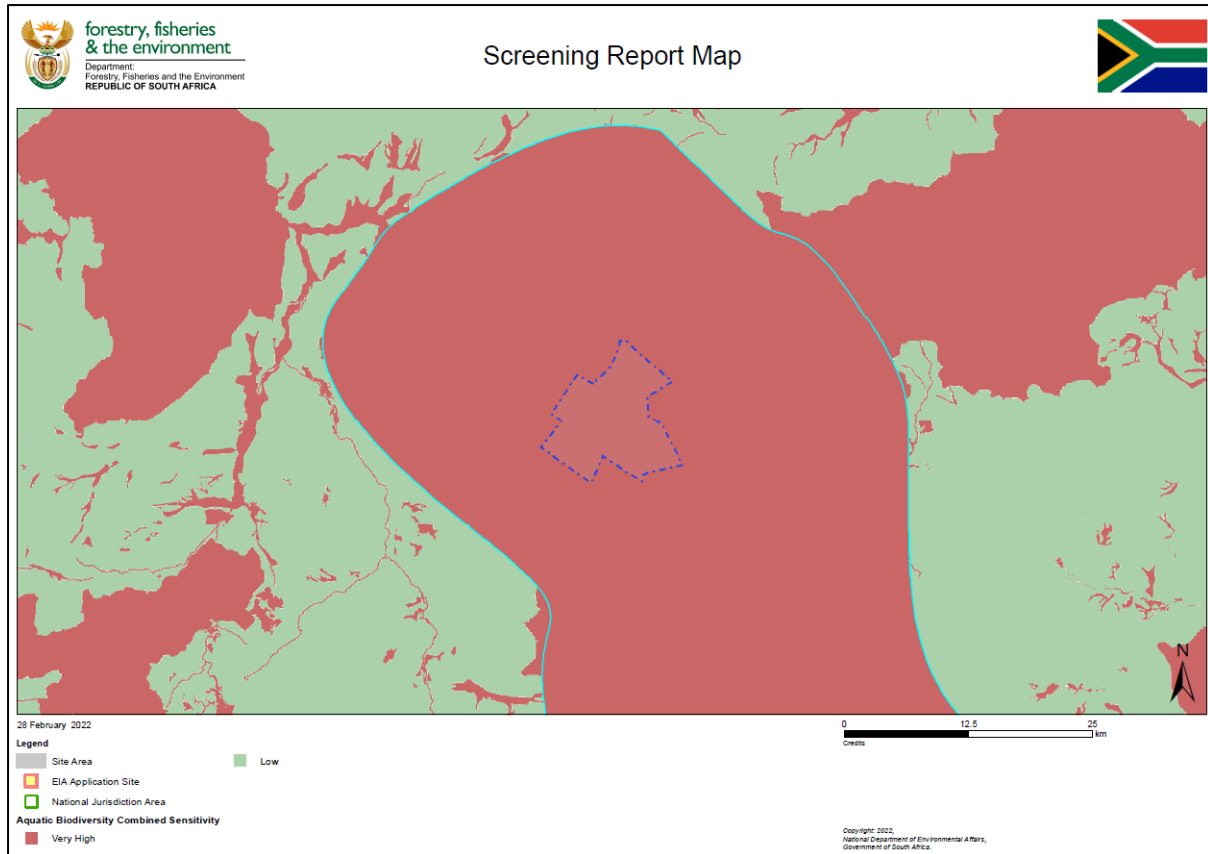 forestry, fisheries
& the environment
Department:
Forestry, Fisheries and the Environment
REPUBLIC OF SOUTH AFRICA
Screening Report Map
N
28 February 2022
0 12.5 25
km
Credits
Legend
Site Area
Low
EIA Application Site
National Jurisdiction Area
Aquatic Biodiversity Combined Sensitivity
Very High
Copyright: 2022,
National Department of Environmental Affairs,
Government of South Africa.